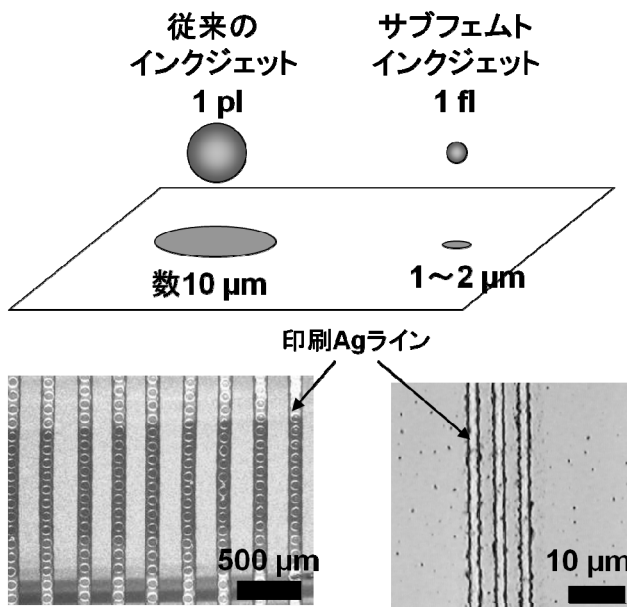 従来の
インクジェット
1 pl
サブフェムト
インクジェット
1 fl
数10 µm
1～2 µm
印刷Agライン
500 µm
10 µm